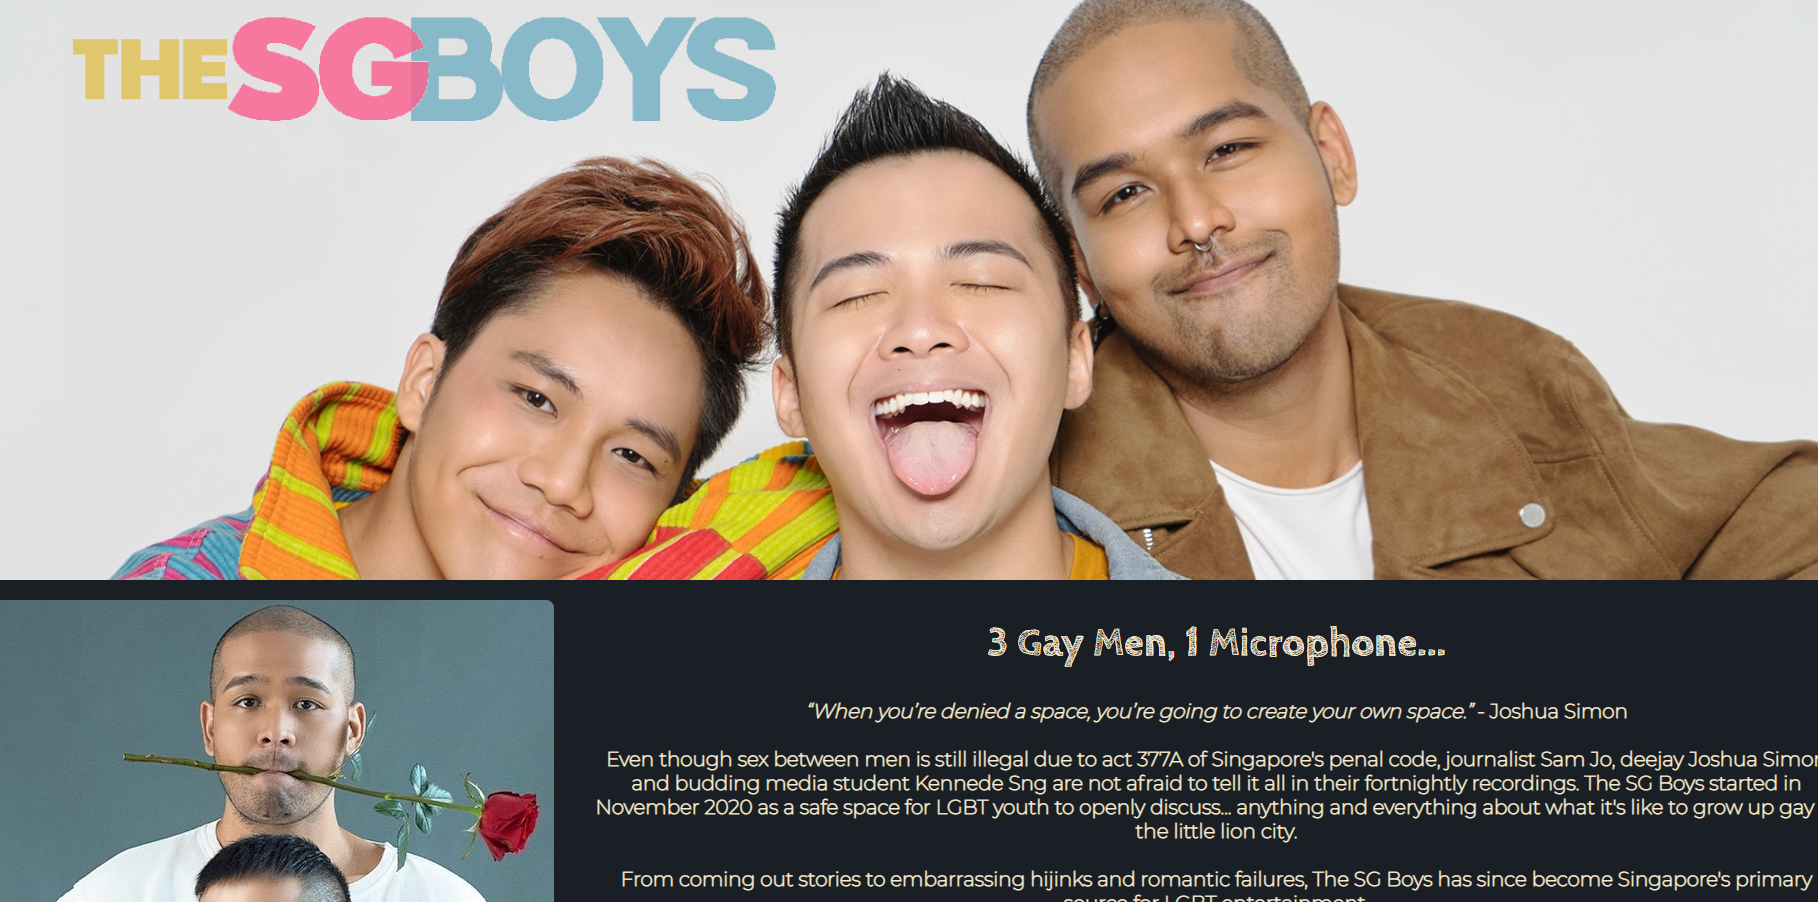 THE SG BOYS
3 Gay Men, 1 Microphone...
“When you’re denied a space, you’re going to create your own space.” - Joshua Simon
Even though sex between men is still illegal due to act 377A of Singapore's penal code, journalist Sam Jo, deejay Joshua Simon
and budding media student Kennede Sng are not afraid to tell it all in their fortnightly recordings. The SG Boys started in
November 2020 as a safe space for LGBT youth to openly discuss... anything and everything about what it's like to grow up gay
the little lion city.
From coming out stories to embarrassing hijinks and romantic failures, The SG Boys has since become Singapore's primary
source for LGBT entertainment